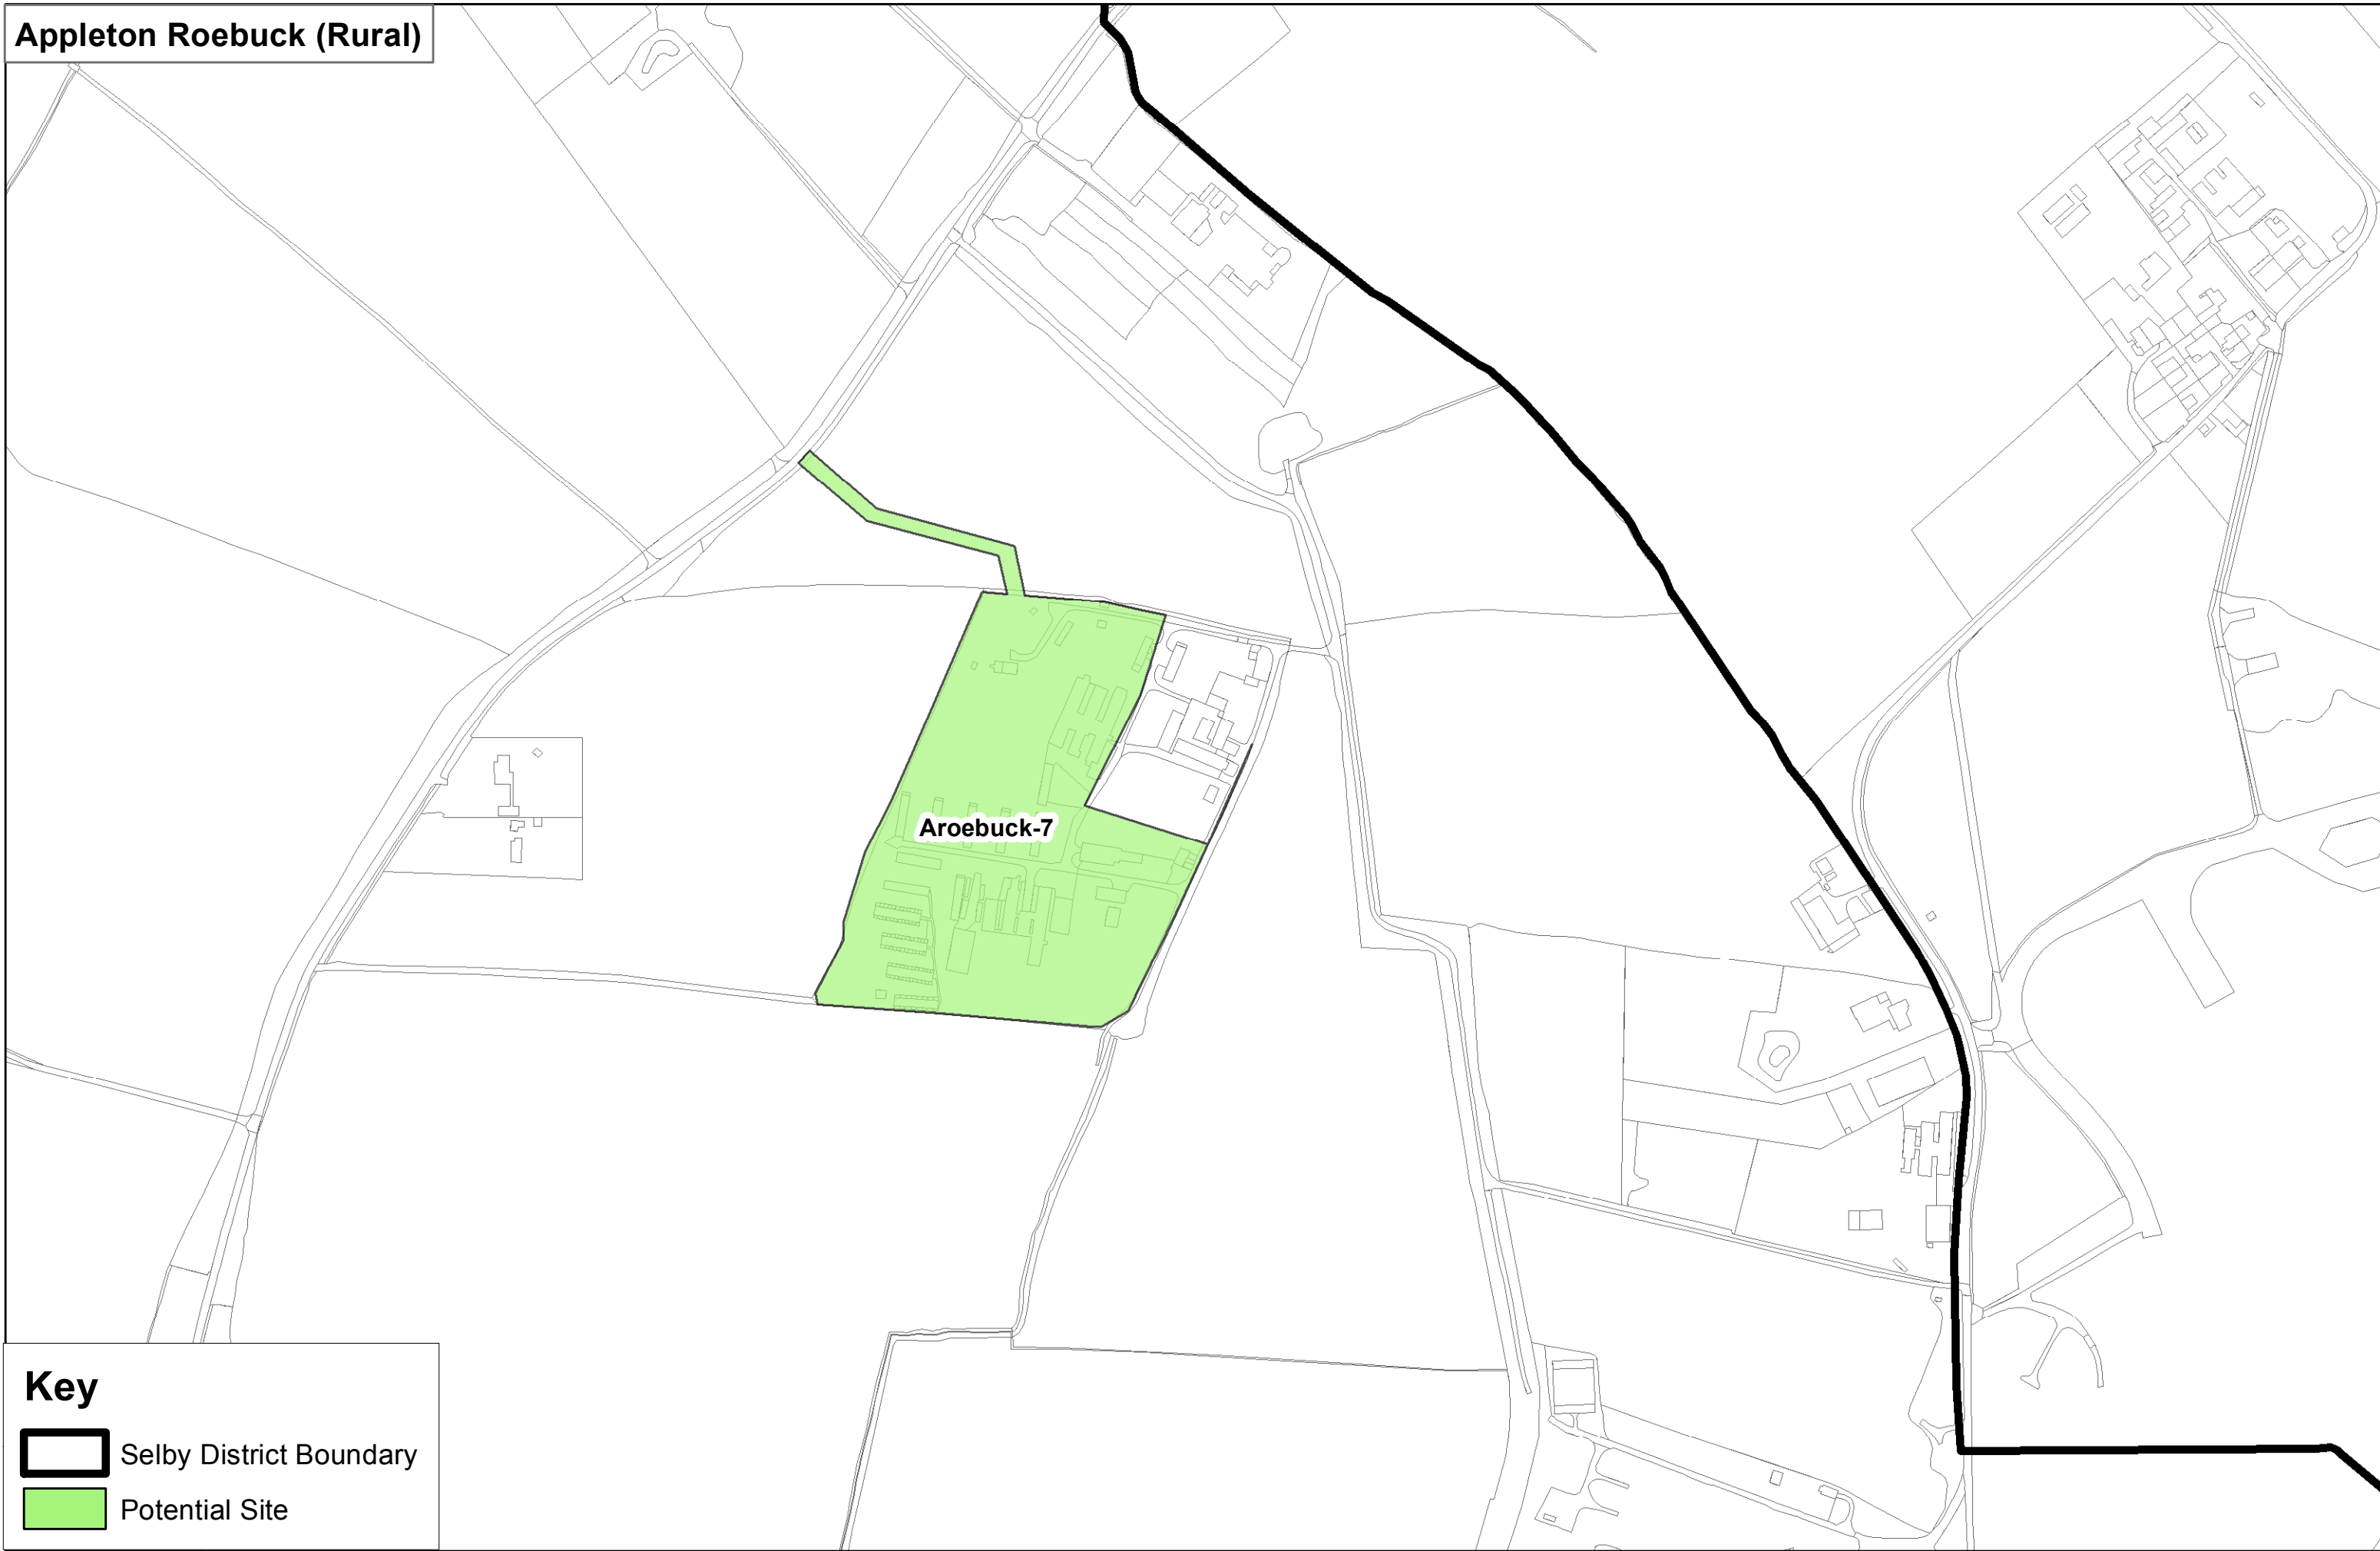 Appleton Roebuck (Rural)
Aroebuck-7
Key
Selby District Boundary
Potential Site